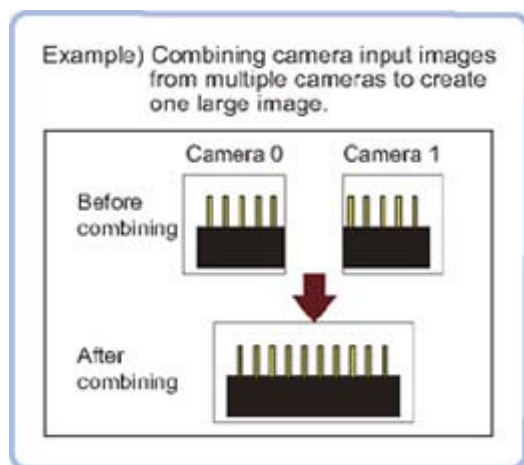 Example) Combining camera input images
from multiple cameras to create
one large image.
Camera 0
Camera 1
Before
combining
After
combining